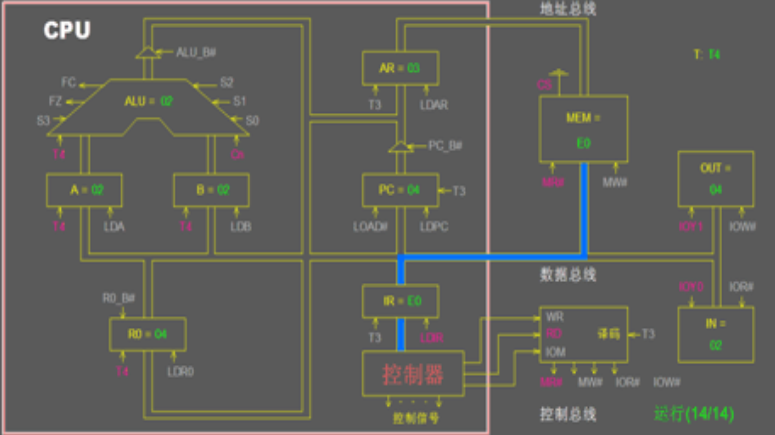 地址总线
CPU
ALU_B#
AR = 03
T: T4
FC
S2
CS
T3
LDAR
FZ
ALU = 02
S1
MEM =
S3
S0
E0
T4
PC_B#
OUT =
A = 02
B = 02
PC = 04
T3
MR#
MW#
04
T4
LDA
T4
LDB
LOAD#
LDPC
IOY1
IOW#
数据总线
R0_B#
IR = E0
IOY0
IOR#
WR
R0 = 04
T3
LDIR
RD
译码
T3
IN =
IOM
02
T4
LDR0
控制器
MR#
MW#
IOR#
IOW#
控制信号
控制总线
运行(14/14)